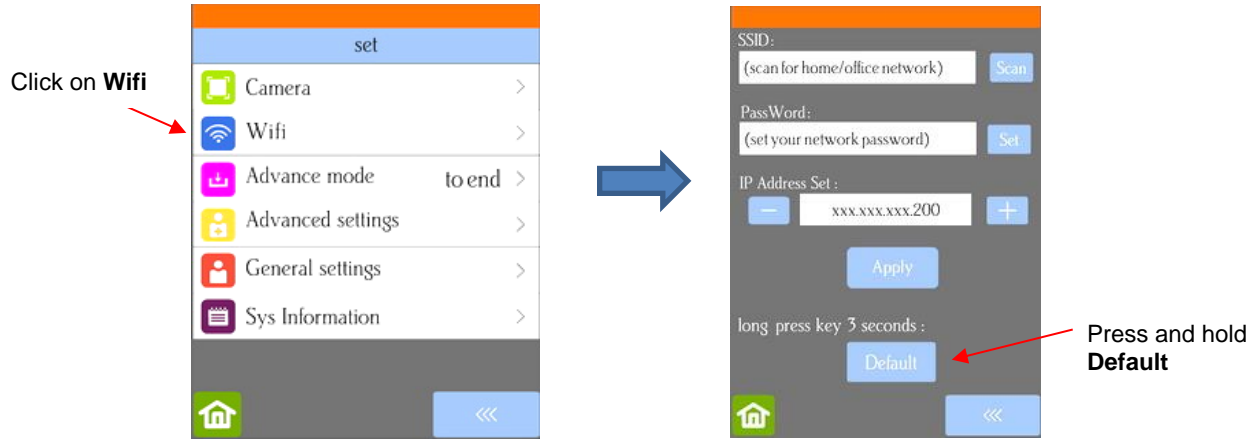 Click on Wifi
set
Camera
Wifi
Advance mode to end
Advanced settings
General settings
Sys Information
SSID:
(scan for home/office network) Scan
PassWord:
(set your network password) Set
IP Address Set :
— xxx.xxx.xxx.200 +
Apply
long press key 3 seconds :
Default
Press and hold
Default